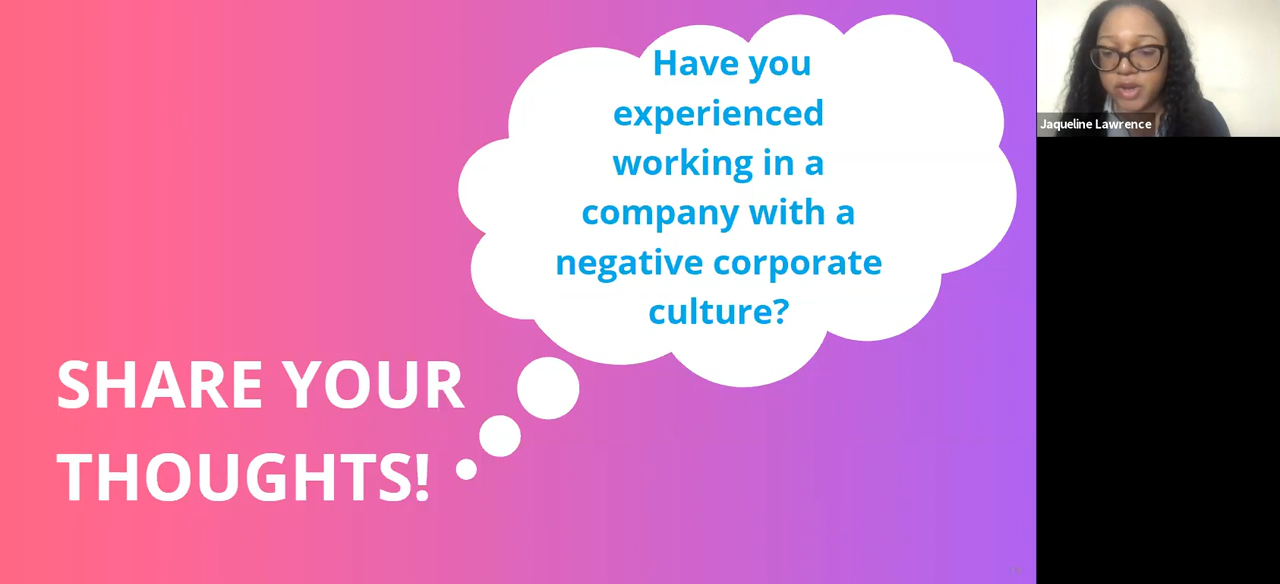 Have you
experienced
working in a
company with a
negative corporate
culture?
SHARE YOUR
THOUGHTS!
Jaqueline Lawrence